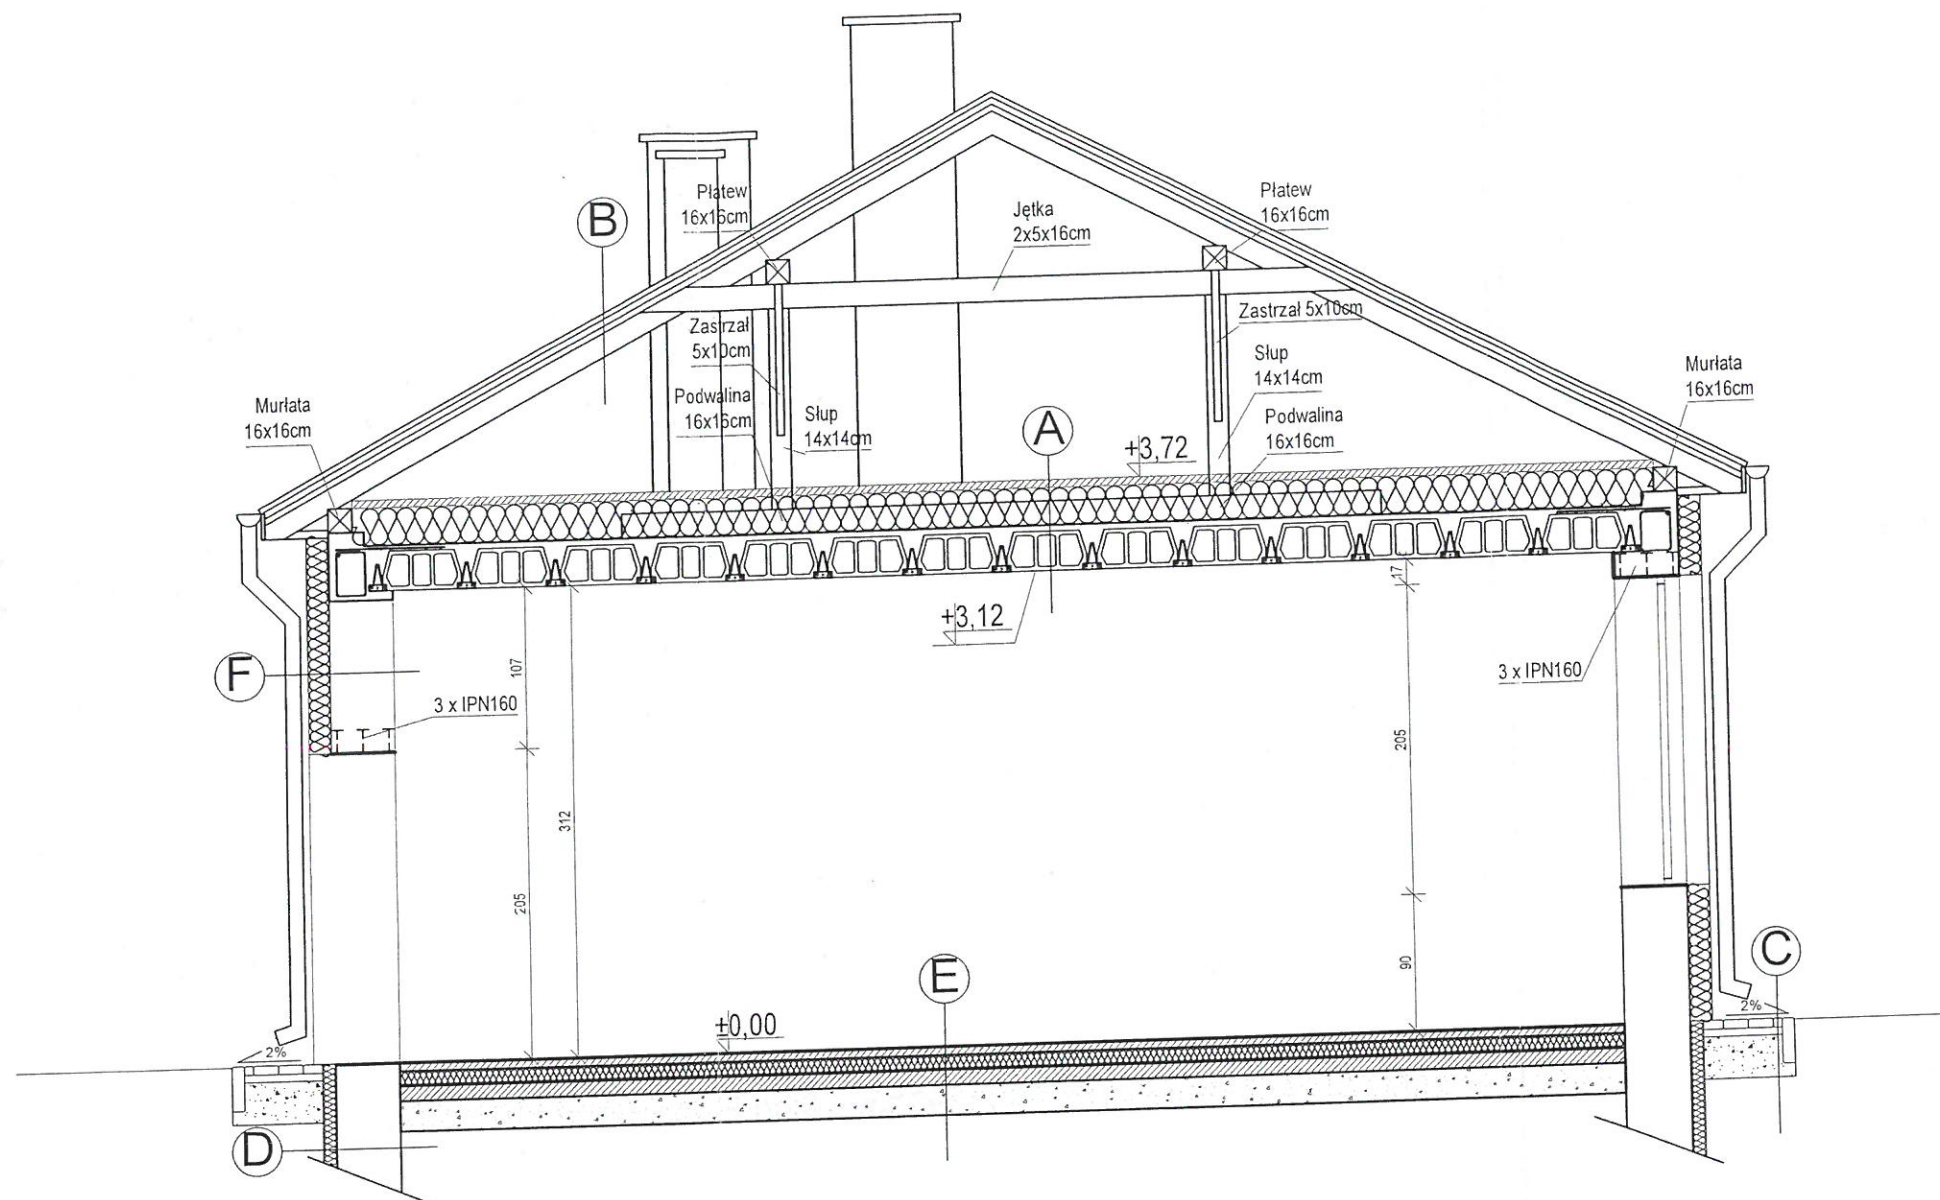 Płatew
16x16cm
Płatew
16x16cm
Jętka
2x5x16cm
B
Zastrzał
5x10cm
Zastrzał 5x10cm
Słup
14x14cm
Murłata
16x16cm
Murłata
16x16cm
Podwalina
16x16cm
Słup
14x14cm
A
Podwalina
16x16cm
+3,72
17
+3,12
F
107
3 x IPN160
3 x IPN160
205
312
205
90
E
C
±0,00
2%
2%
D